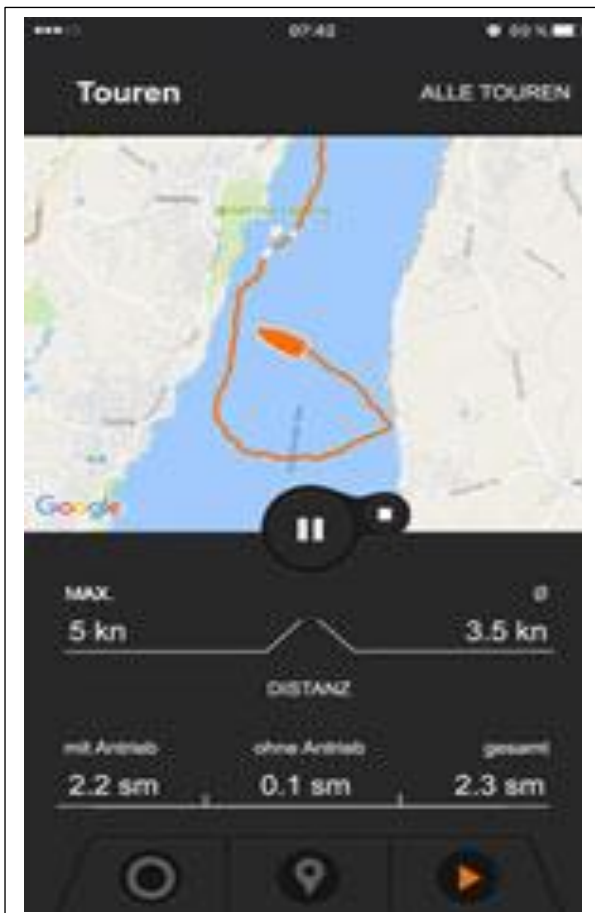 07:42
Touren
ALLE TOUREN
Google
MAX.
Ø
5 kn
3.5 kn
DISTANZ
mit Antrieb
ohne Antrieb
gesamt
2.2 sm
0.1 sm
2.3 sm